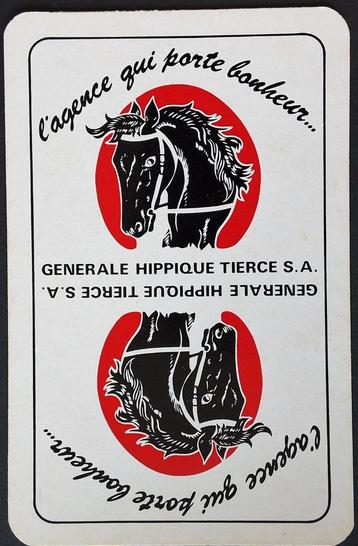 l'agence qui porte bonheur...
GENERALE HIPPIQUE TIERCE S.A.
GENERALE HIPPIQUE TIERCE S.A.
l'agence qui porte bonheur...